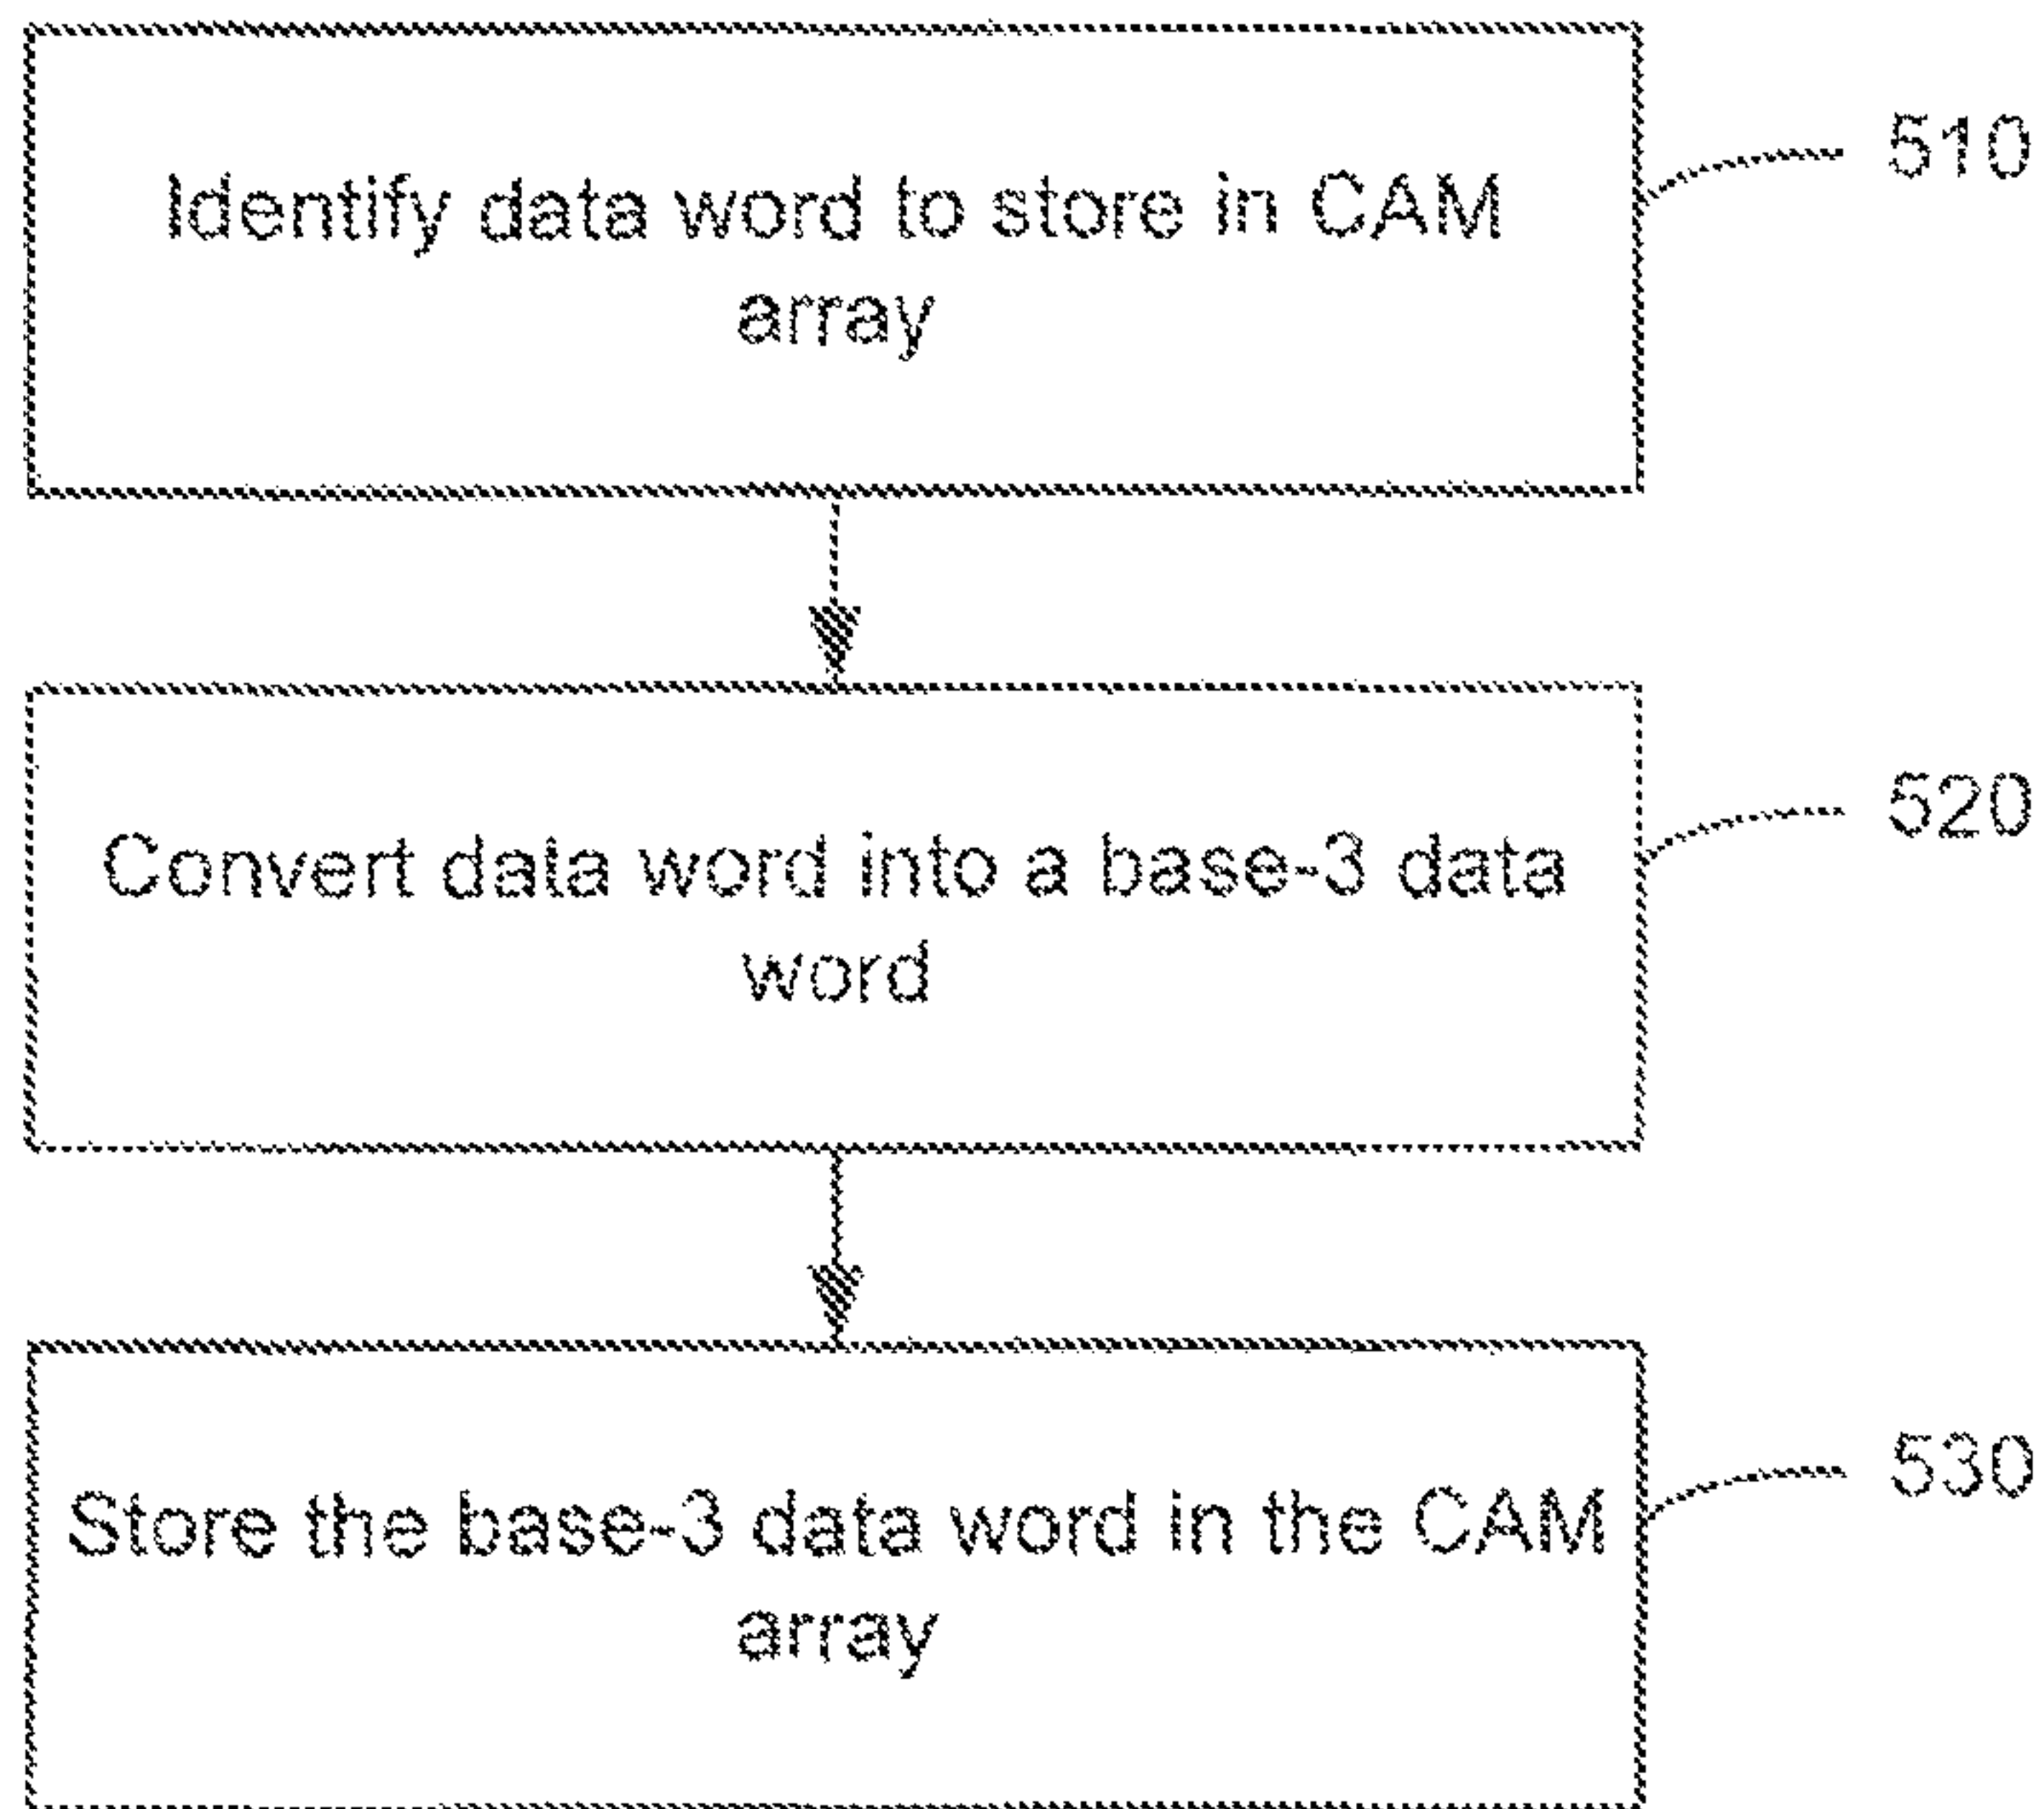 Identify data word to store in CAM
array
510
Convert data word into a base-3 data
word
520
Store the base-3 data word in the CAM
array
530